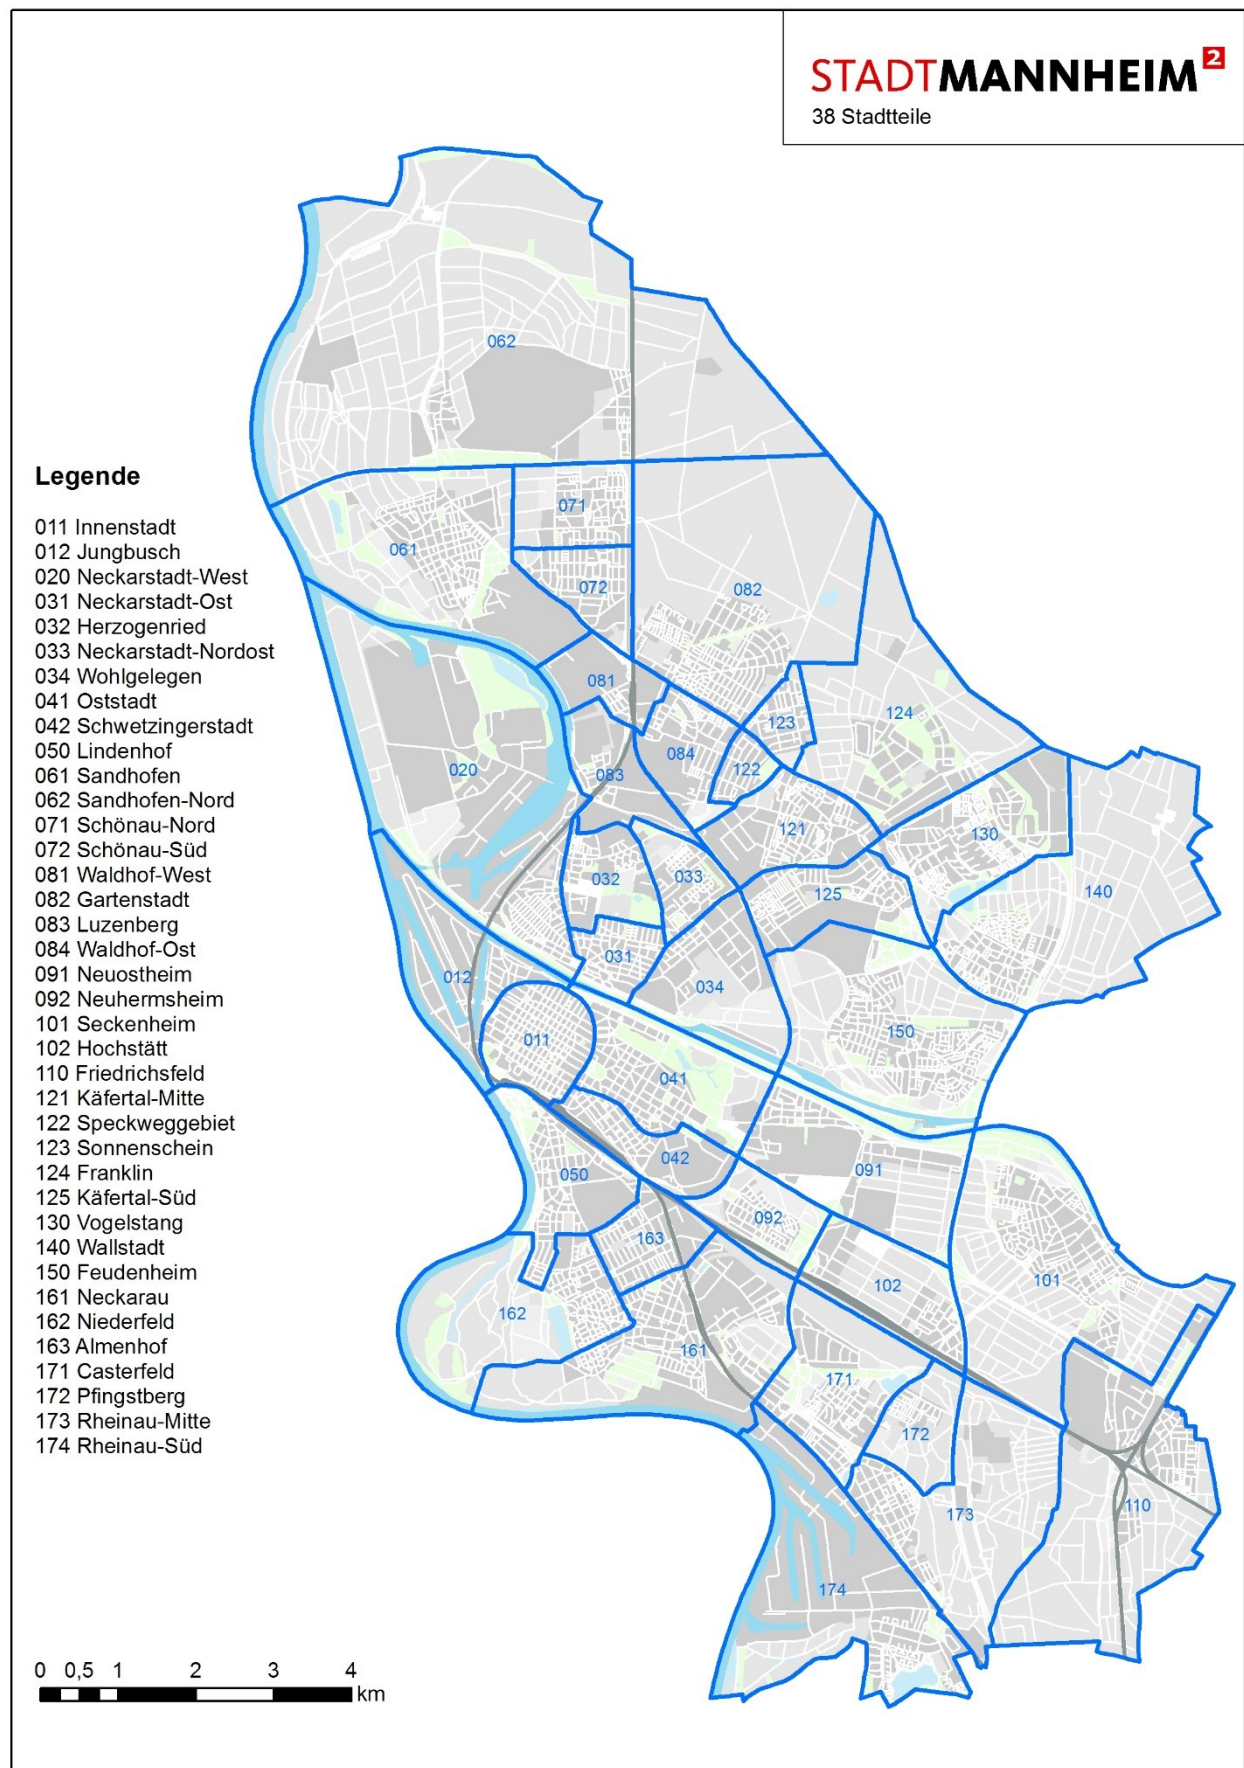 STADTMANNHEIM²
38 Stadtteile
062
071
061
072
082
081
123
124
084
020
083
122
121
130
032
033
125
140
031
012
034
011
150
041
042
050
091
092
163
102
101
162
161
171
172
173
110
174
Legende
011 Innenstadt
012 Jungbusch
020 Neckarstadt-West
031 Neckarstadt-Ost
032 Herzogenried
033 Neckarstadt-Nordost
034 Wohlgelegen
041 Oststadt
042 Schwetzingerstadt
050 Lindenhof
061 Sandhofen
062 Sandhofen-Nord
071 Schönau-Nord
072 Schönau-Süd
081 Waldhof-West
082 Gartenstadt
083 Luzenberg
084 Waldhof-Ost
091 Neuostheim
092 Neuhermsheim
101 Seckenheim
102 Hochstätt
110 Friedrichsfeld
121 Käfertal-Mitte
122 Speckweggebiet
123 Sonnenschein
124 Franklin
125 Käfertal-Süd
130 Vogelstang
140 Wallstadt
150 Feudenheim
161 Neckarau
162 Niederfeld
163 Almenhof
171 Casterfeld
172 Pfingstberg
173 Rheinau-Mitte
174 Rheinau-Süd
0 0,5 1 2 3 4
km